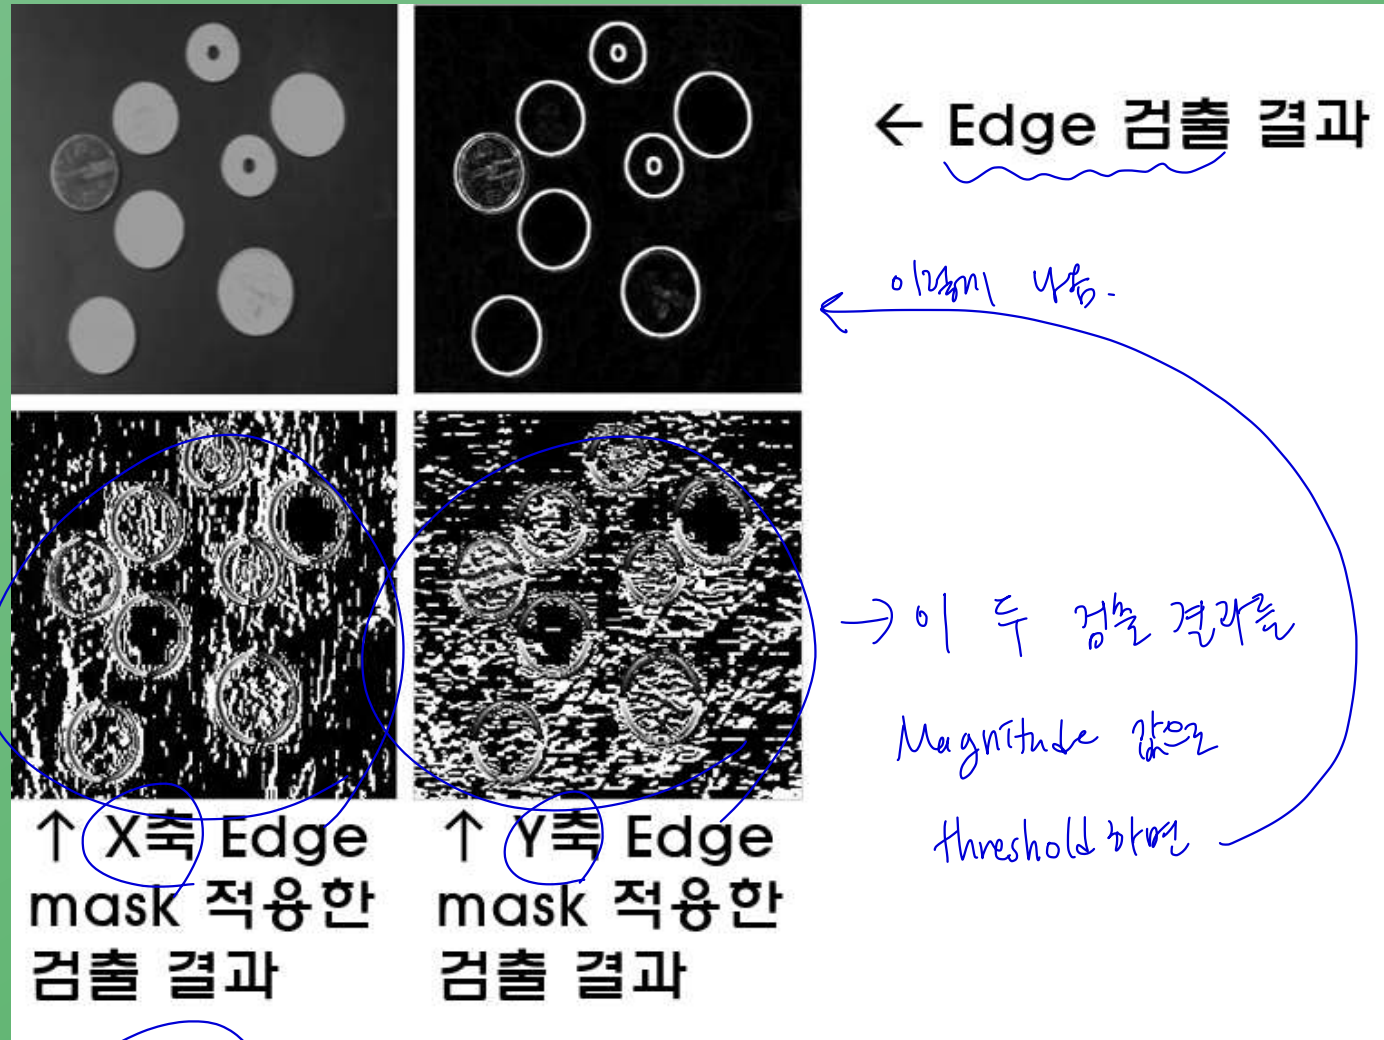 ← Edge 검출 결과
이렇게 나옴.
→ 이 두 검출 결과를
Magnitude 값으로
threshold 하면
↑ X축 Edge
mask 적용한
검출 결과
↑ Y축 Edge
mask 적용한
검출 결과